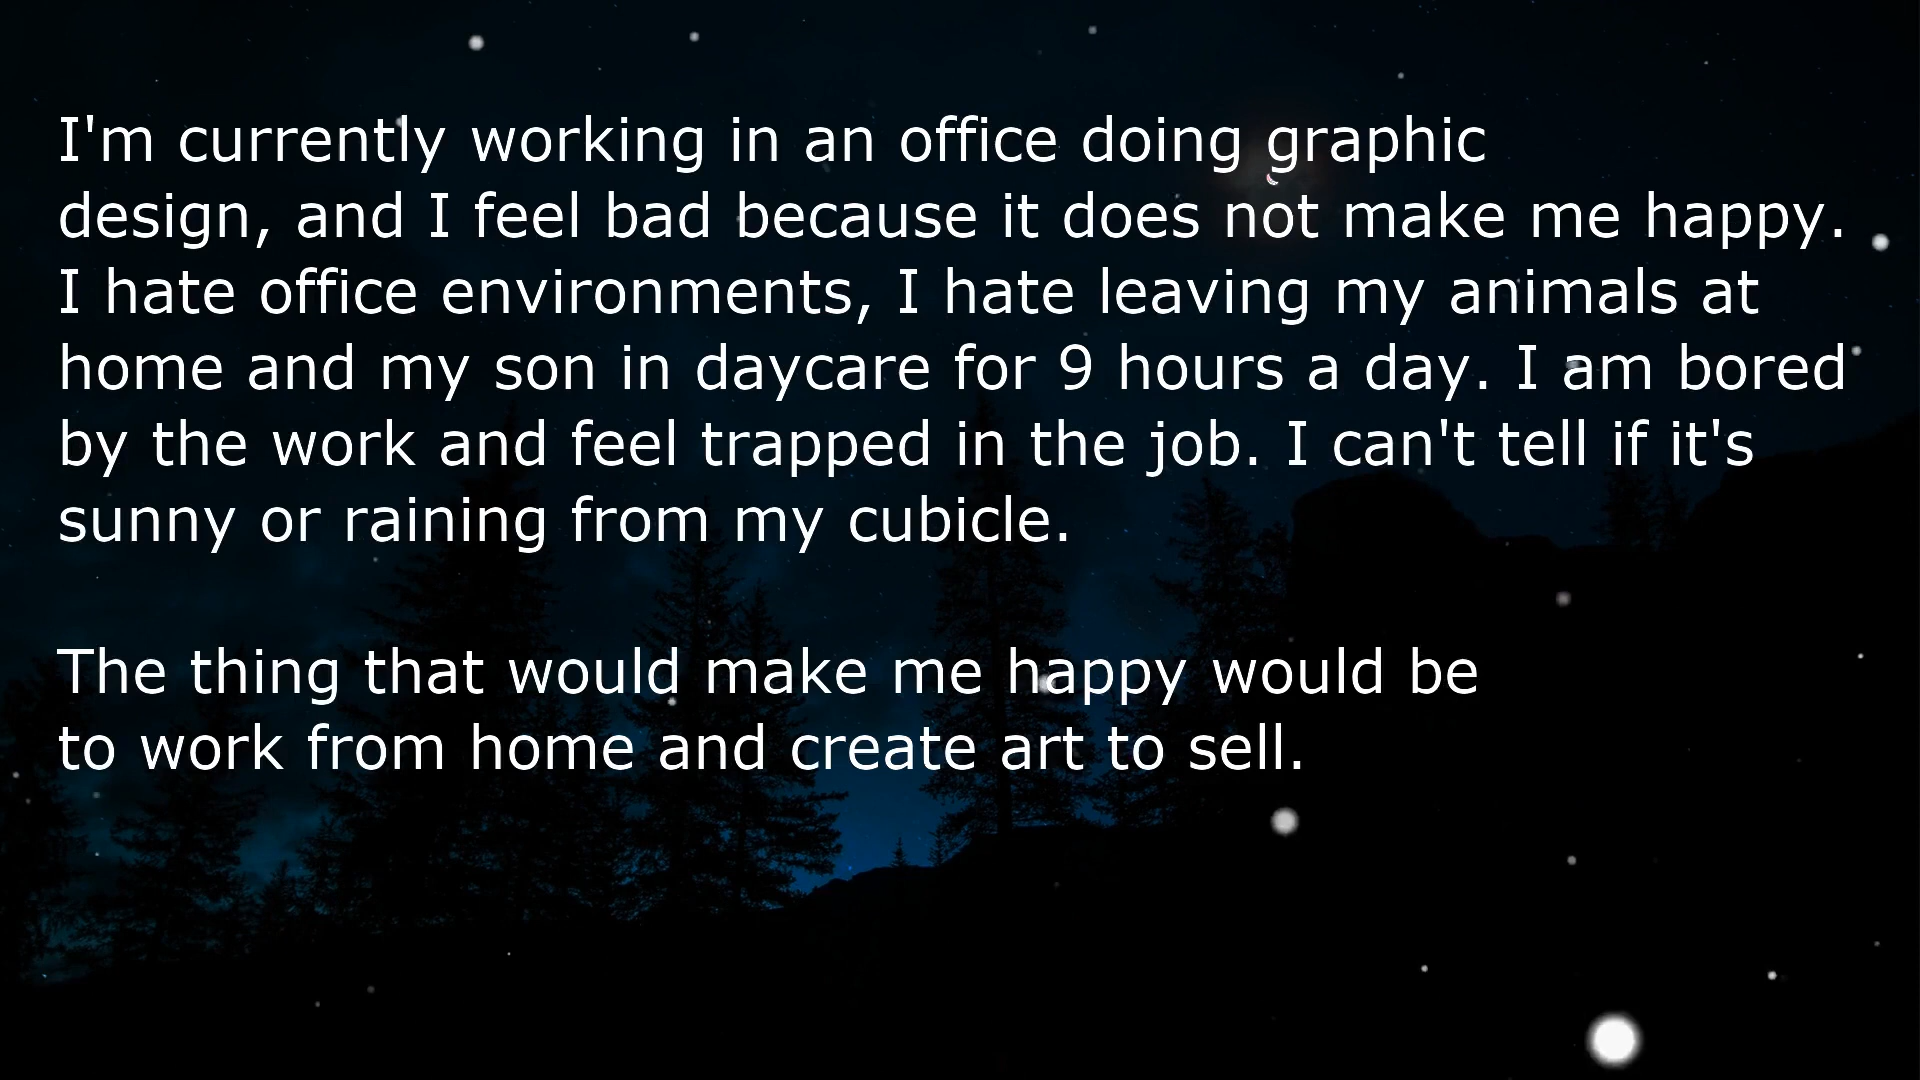 I'm currently working in an office doing graphic
design, and I feel bad because it does not make me happy.
I hate office environments, I hate leaving my animals at
home and my son in daycare for 9 hours a day. I am bored
by the work and feel trapped in the job. I can't tell if it's
sunny or raining from my cubicle.
The thing that would make me happy would be
to work from home and create art to sell.